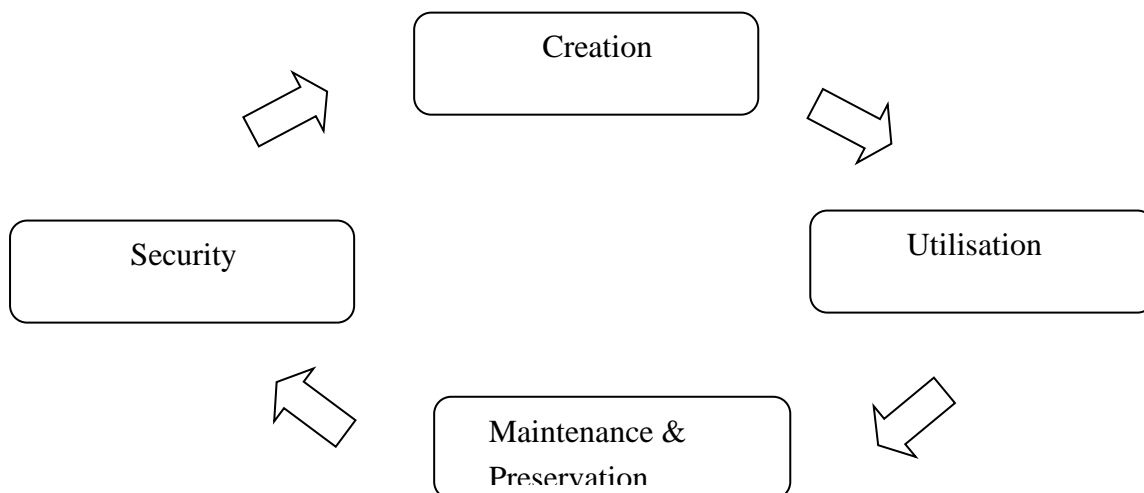 Creation
Security
Utilisation
Maintenance &
Preservation